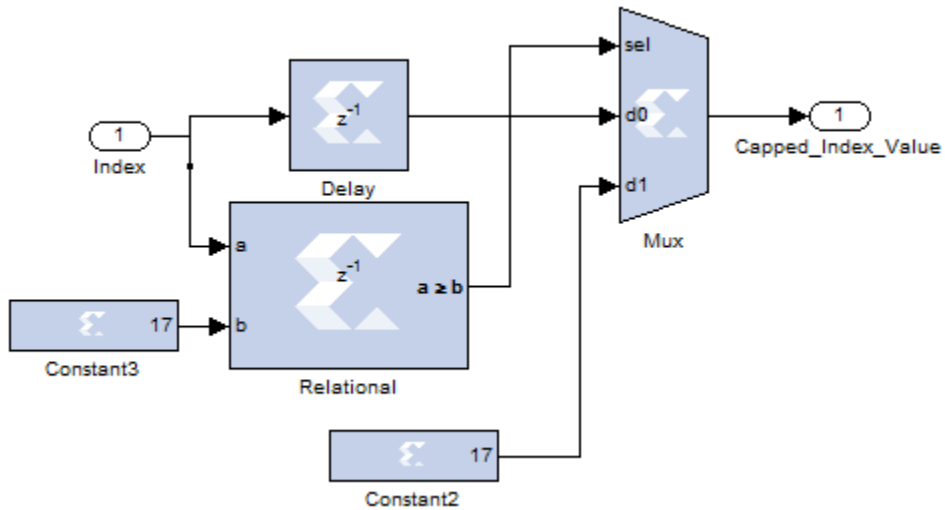 sel
1
z-1
d0
1
Index
Capped_Index_Value
Delay
d1
a
Mux
z-1
a ≥ b
17
b
Constant3
Relational
17
Constant2